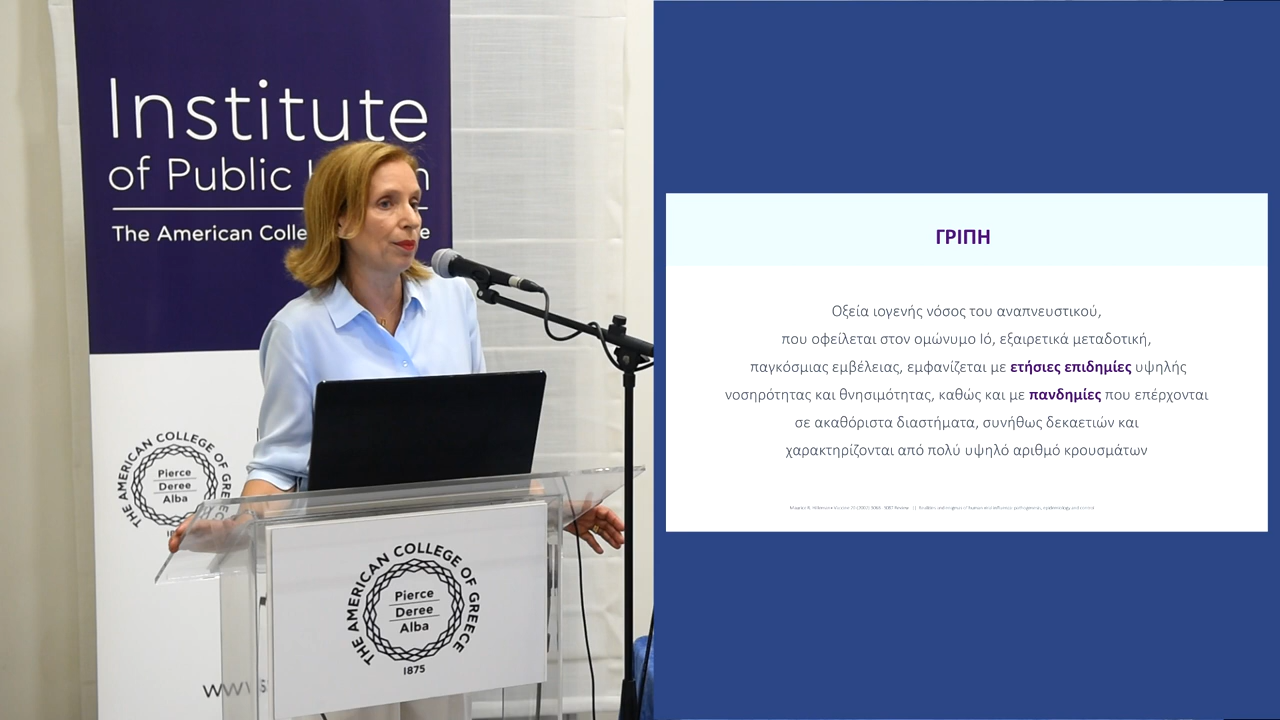 Institute
of Public
The American Colle
THE AMERICAN COLLEGE OF GREECE
Pierce
Deree
Alba
THE AMERICAN COLLEGE OF GREECE
Pierce
Deree
Alba
1875
ΓΡΙΠΗ
Οξεία ιογενής νόσος του αναπνευστικού,
που οφείλεται στον ομώνυμο Ιό, εξαιρετικά μεταδοτική,
παγκόσμιας εμβέλειας, εμφανίζεται με ετήσιες επιδημίες υψηλής
νοσηρότητας και θνησιμότητας, καθώς και με πανδημίες που επέρχονται
σε ακαθόριστα διαστήματα, συνήθως δεκαετιών και
χαρακτηρίζονται από πολύ υψηλό αριθμό κρουσμάτων